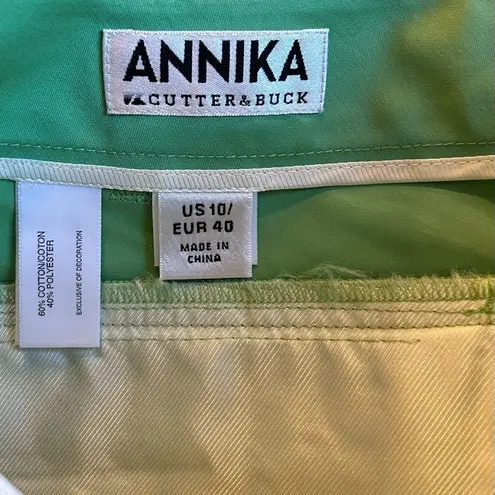 ANNIKA
CUTTER & BUCK
US 10/
EUR 40
MADE IN
CHINA
60% COTTON/COTON
40% POLYESTER
EXCLUSIVE OF DECORATION